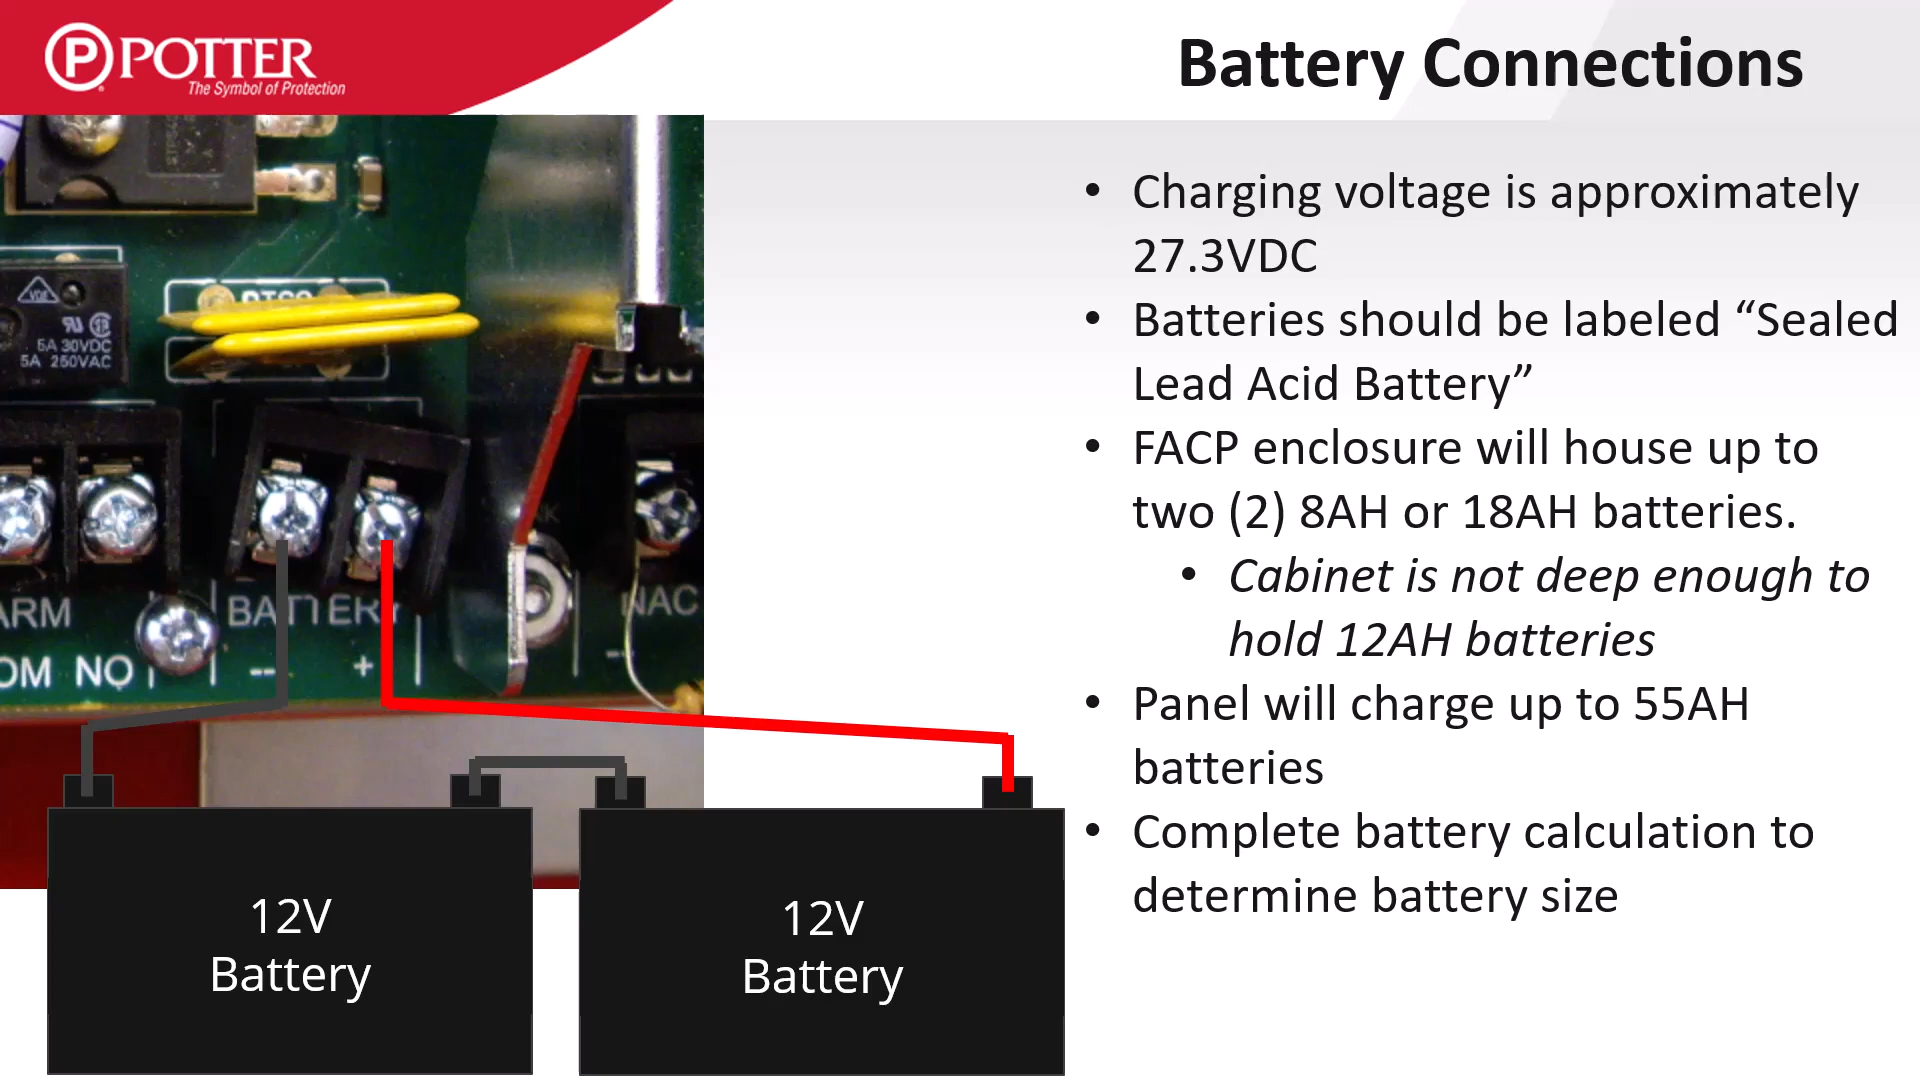 POTTER
The Symbol of Protection
Battery Connections
5A 30VDC
5A 250VAC
ARM
BATTERY
NAC
OM NO
-- +
--
12V
Battery
12V
Battery
• Charging voltage is approximately
27.3VDC
• Batteries should be labeled “Sealed
Lead Acid Battery”
• FACP enclosure will house up to
two (2) 8AH or 18AH batteries.
• Cabinet is not deep enough to
hold 12AH batteries
• Panel will charge up to 55AH
batteries
• Complete battery calculation to
determine battery size